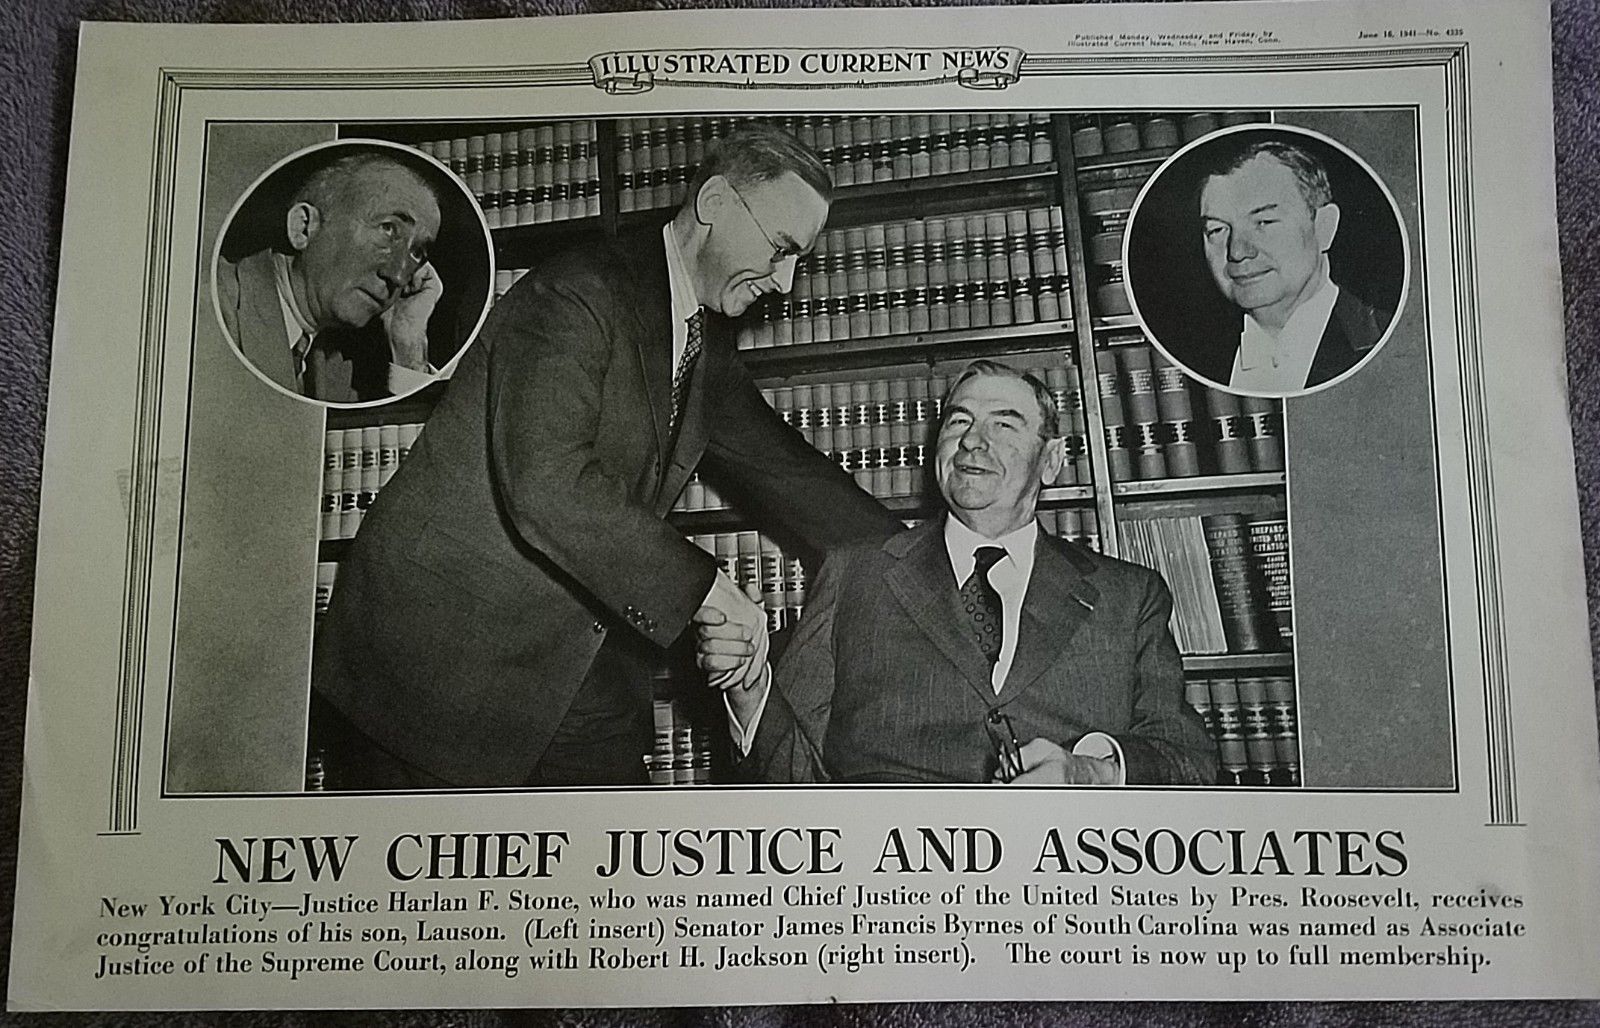 Published Monday, Wednesday and Friday, by
Illustrated Current News, Inc., New Haven, Conn.
June 16, 1941—No. 4335
ILLUSTRATED CURRENT NEWS
SHEPARD
UNITED STATES
CITATION
NEW CHIEF JUSTICE AND ASSOCIATES
New York City—Justice Harlan F. Stone, who was named Chief Justice of the United States by Pres. Roosevelt, receives
congratulations of his son, Lauson. (Left insert) Senator James Francis Byrnes of South Carolina was named as Associate
Justice of the Supreme Court, along with Robert H. Jackson (right insert). The court is now up to full membership.